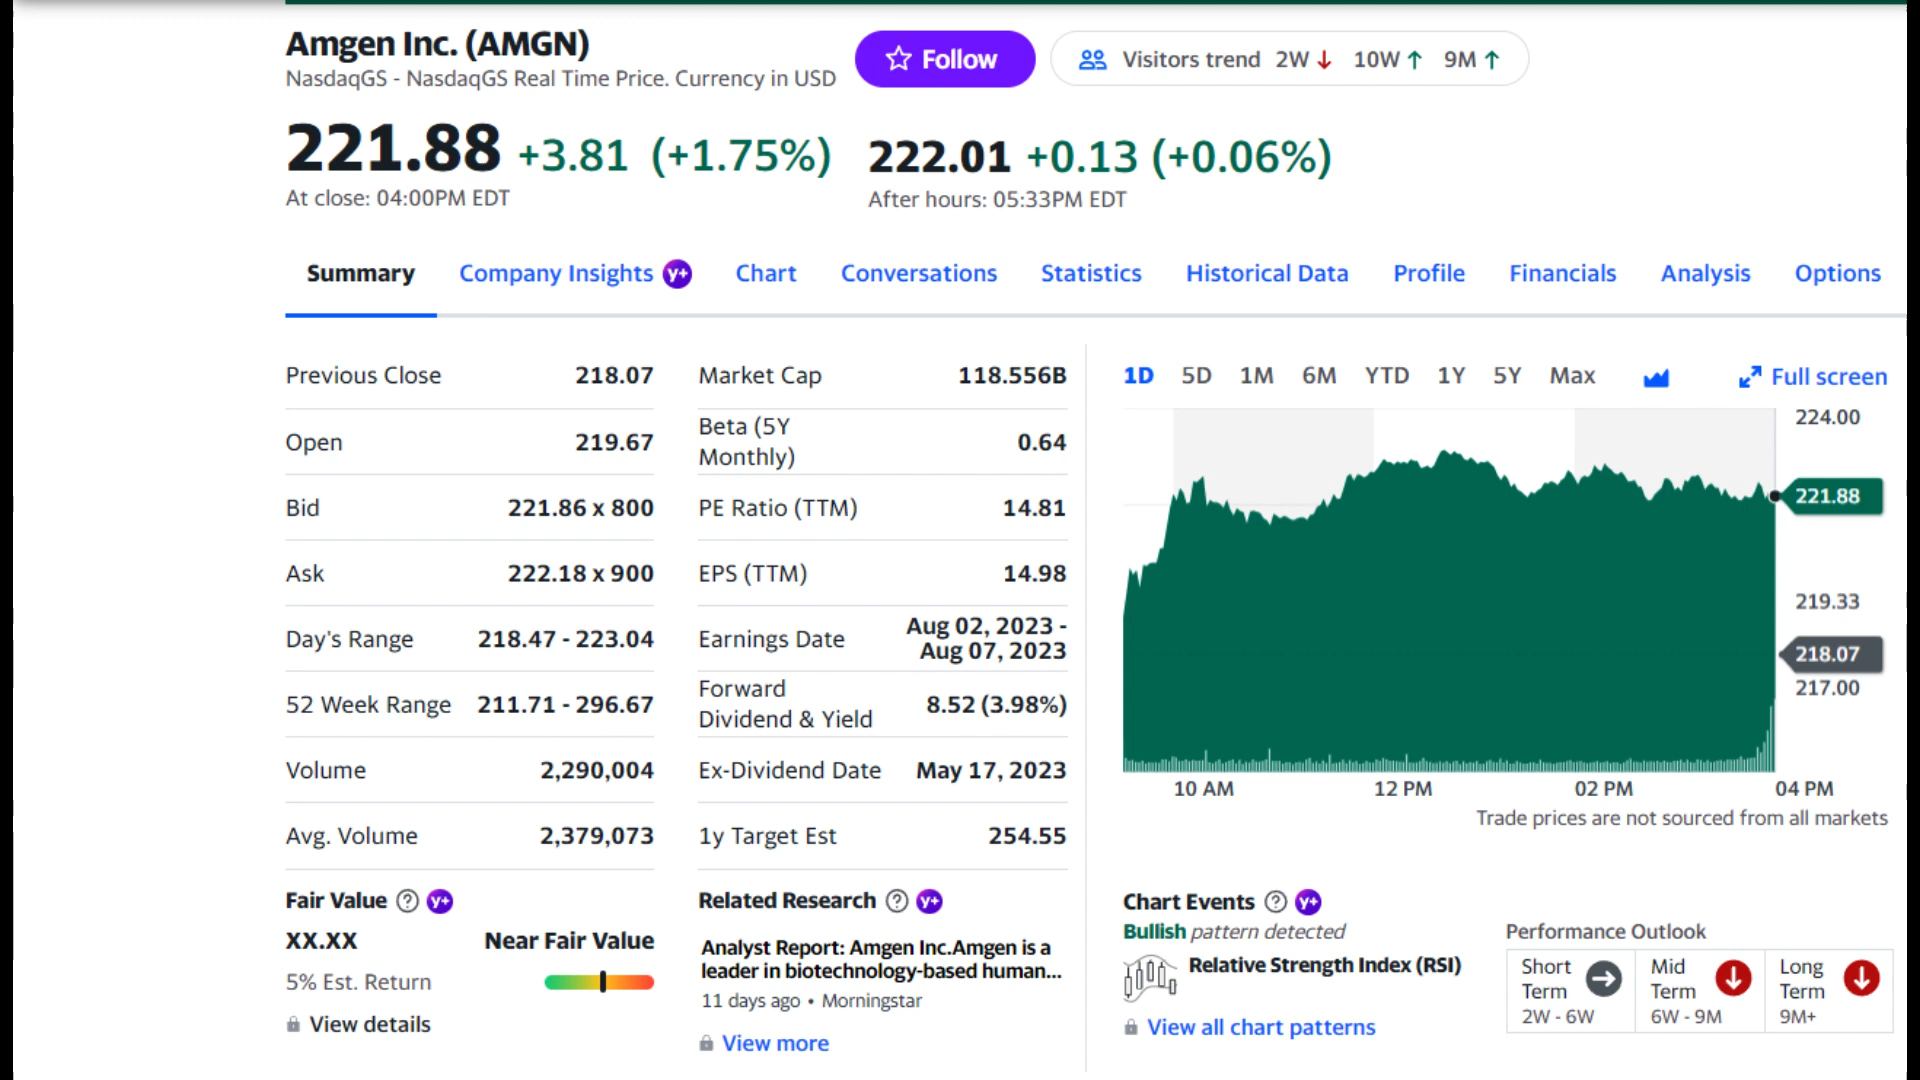 Amgen Inc. (AMGN)
NasdaqGS - NasdaqGS Real Time Price. Currency in USD
Follow
Visitors trend 2W 10W 9M
221.88 +3.81 (+1.75%)
At close: 04:00PM EDT
222.01 +0.13 (+0.06%)
After hours: 05:33PM EDT
Summary Company Insights y+ Chart Conversations Statistics Historical Data Profile Financials Analysis Options
Previous Close 218.07
Open 219.67
Bid 221.86 x 800
Ask 222.18 x 900
Day's Range 218.47 - 223.04
52 Week Range 211.71 - 296.67
Volume 2,290,004
Avg. Volume 2,379,073
Market Cap 118.556B
Beta (5Y
Monthly) 0.64
PE Ratio (TTM) 14.81
EPS (TTM) 14.98
Earnings Date Aug 02, 2023 -
Aug 07, 2023
Forward
Dividend & Yield 8.52 (3.98%)
Ex-Dividend Date May 17, 2023
1y Target Est 254.55
1D 5D 1M 6M YTD 1Y 5Y Max Full screen
224.00
221.88
219.33
218.07
217.00
10 AM 12 PM 02 PM 04 PM
Trade prices are not sourced from all markets
Fair Value ? y+
XX.XX Near Fair Value
5% Est. Return
View details
Related Research ? y+
Analyst Report: Amgen Inc.Amgen is a
leader in biotechnology-based human...
11 days ago • Morningstar
View more
Chart Events ? y+
Bullish pattern detected
Relative Strength Index (RSI)
View all chart patterns
Performance Outlook
Short
Term
2W - 6W
Mid
Term
6W - 9M
Long
Term
9M+